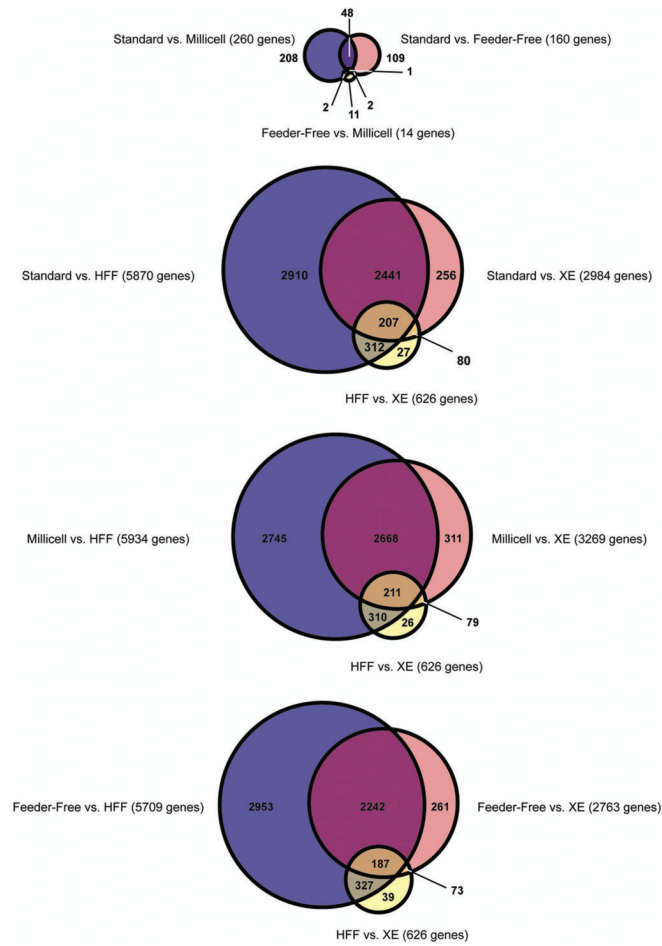 48
Standard vs. Millicell (260 genes) Standard vs. Feeder-Free (160 genes)
208 109
1
2 2
11
Feeder-Free vs. Millicell (14 genes)
Standard vs. HFF (5870 genes) 2910 2441 256 Standard vs. XE (2984 genes)
207
312 27
80
HFF vs. XE (626 genes)
Millicell vs. HFF (5934 genes) 2745 2668 311 Millicell vs. XE (3269 genes)
211
310 26 79
HFF vs. XE (626 genes)
Feeder-Free vs. HFF (5709 genes) 2953 2242 261 Feeder-Free vs. XE (2763 genes)
187
327 73
39
HFF vs. XE (626 genes)